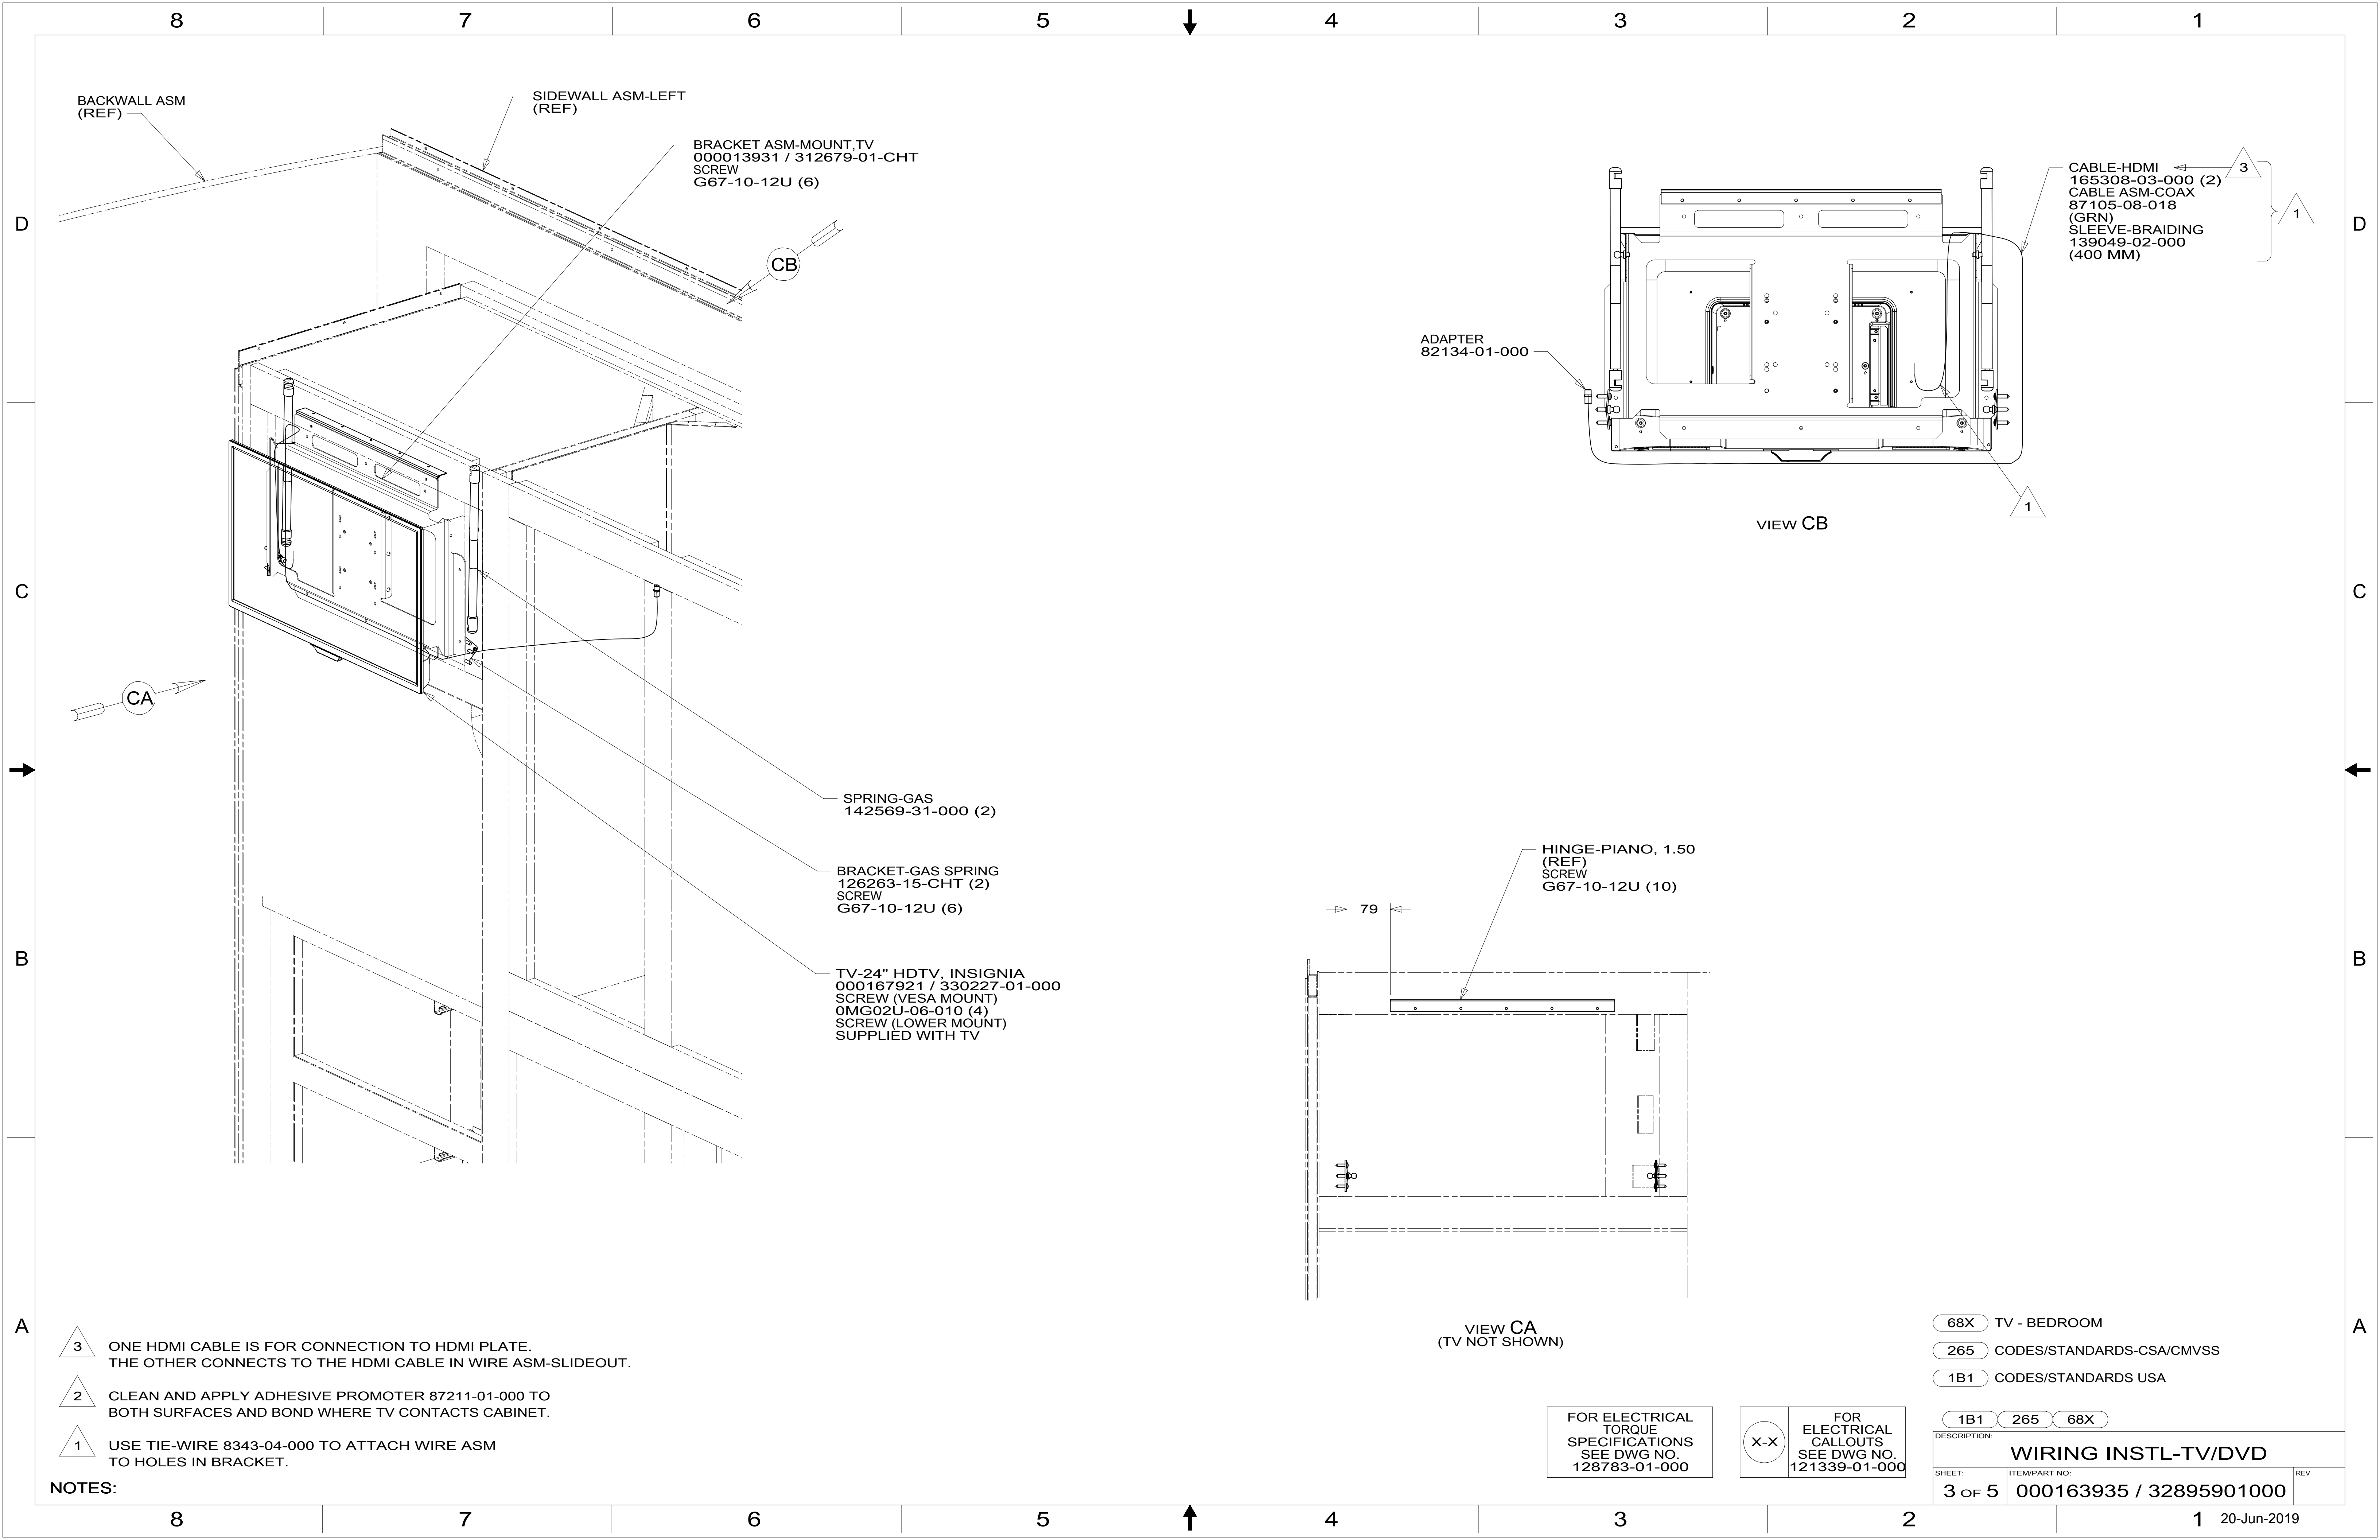 8 7 6 5 4 3 2 1
BACKWALL ASM
(REF)
SIDEWALL ASM-LEFT
(REF)
BRACKET ASM-MOUNT,TV
000013931 / 312679-01-CHT
SCREW
G67-10-12U (6)
CB
CABLE-HDMI
165308-03-000 (2)
CABLE ASM-COAX
87105-08-018
(GRN)
SLEEVE-BRAIDING
139049-02-000
(400 MM)
3
1
D
D
ADAPTER
82134-01-000
1
VIEW CB
C
C
CA
SPRING-GAS
142569-31-000 (2)
BRACKET-GAS SPRING
126263-15-CHT (2)
SCREW
G67-10-12U (6)
TV-24" HDTV, INSIGNIA
000167921 / 330227-01-000
SCREW (VESA MOUNT)
0MG02U-06-010 (4)
SCREW (LOWER MOUNT)
SUPPLIED WITH TV
HINGE-PIANO, 1.50
(REF)
SCREW
G67-10-12U (10)
79
B
B
VIEW CA
(TV NOT SHOWN)
A
A
3 ONE HDMI CABLE IS FOR CONNECTION TO HDMI PLATE.
THE OTHER CONNECTS TO THE HDMI CABLE IN WIRE ASM-SLIDEOUT.
2 CLEAN AND APPLY ADHESIVE PROMOTER 87211-01-000 TO
BOTH SURFACES AND BOND WHERE TV CONTACTS CABINET.
1 USE TIE-WIRE 8343-04-000 TO ATTACH WIRE ASM
TO HOLES IN BRACKET.
NOTES:
FOR ELECTRICAL
TORQUE
SPECIFICATIONS
SEE DWG NO.
128783-01-000
X-X
FOR
ELECTRICAL
CALLOUTS
SEE DWG NO.
121339-01-000
68X TV - BEDROOM
265 CODES/STANDARDS-CSA/CMVSS
1B1 CODES/STANDARDS USA
1B1 265 68X
DESCRIPTION:
WIRING INSTL-TV/DVD
SHEET:
3 OF 5
ITEM/PART NO:
000163935 / 32895901000
REV
8 7 6 5 4 3 2 1
20-Jun-2019